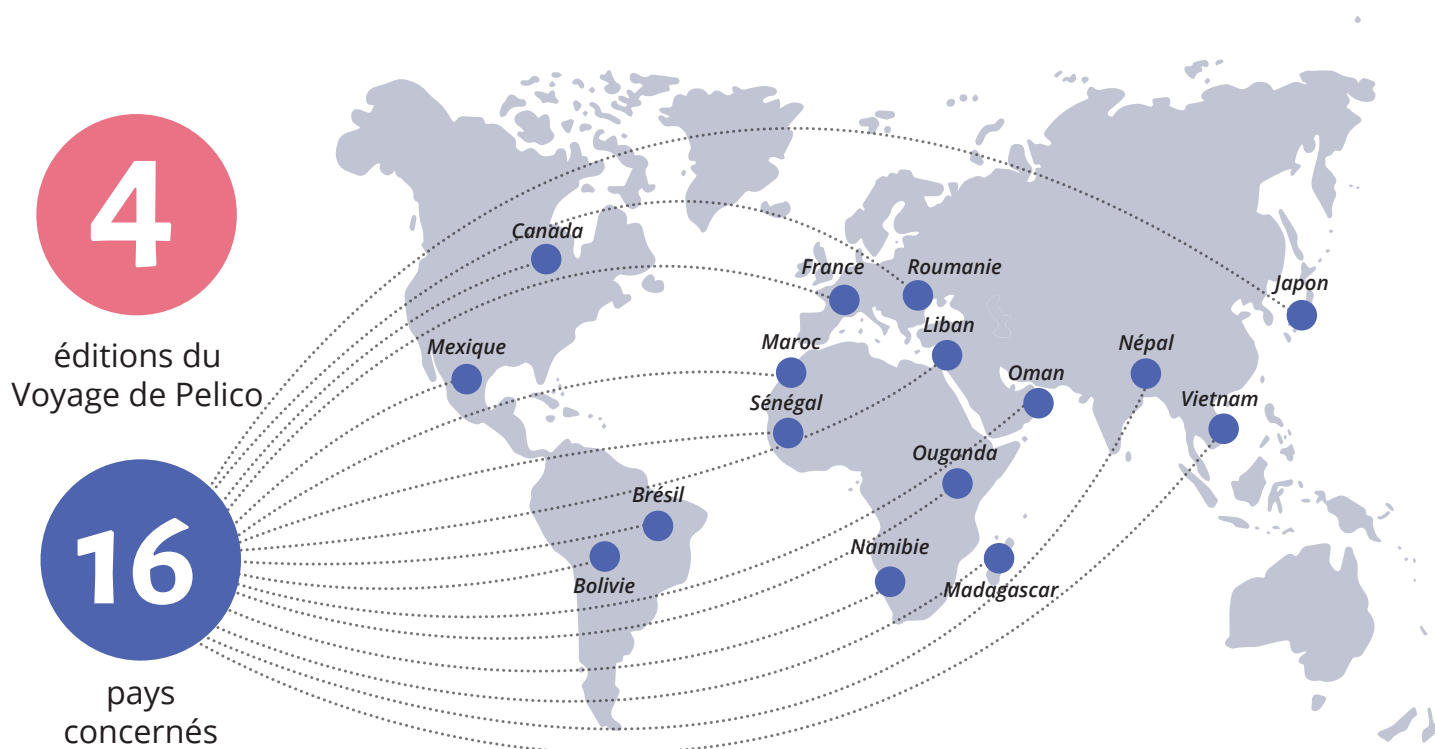 4
éditions du
Voyage de Pelico
16
pays
concernés
Canada
Mexique
France
Roumanie
Japon
Liban
Maroc
Népal
Oman
Sénégal
Vietnam
Ouganda
Brésil
Namibie
Bolivie
Madagascar